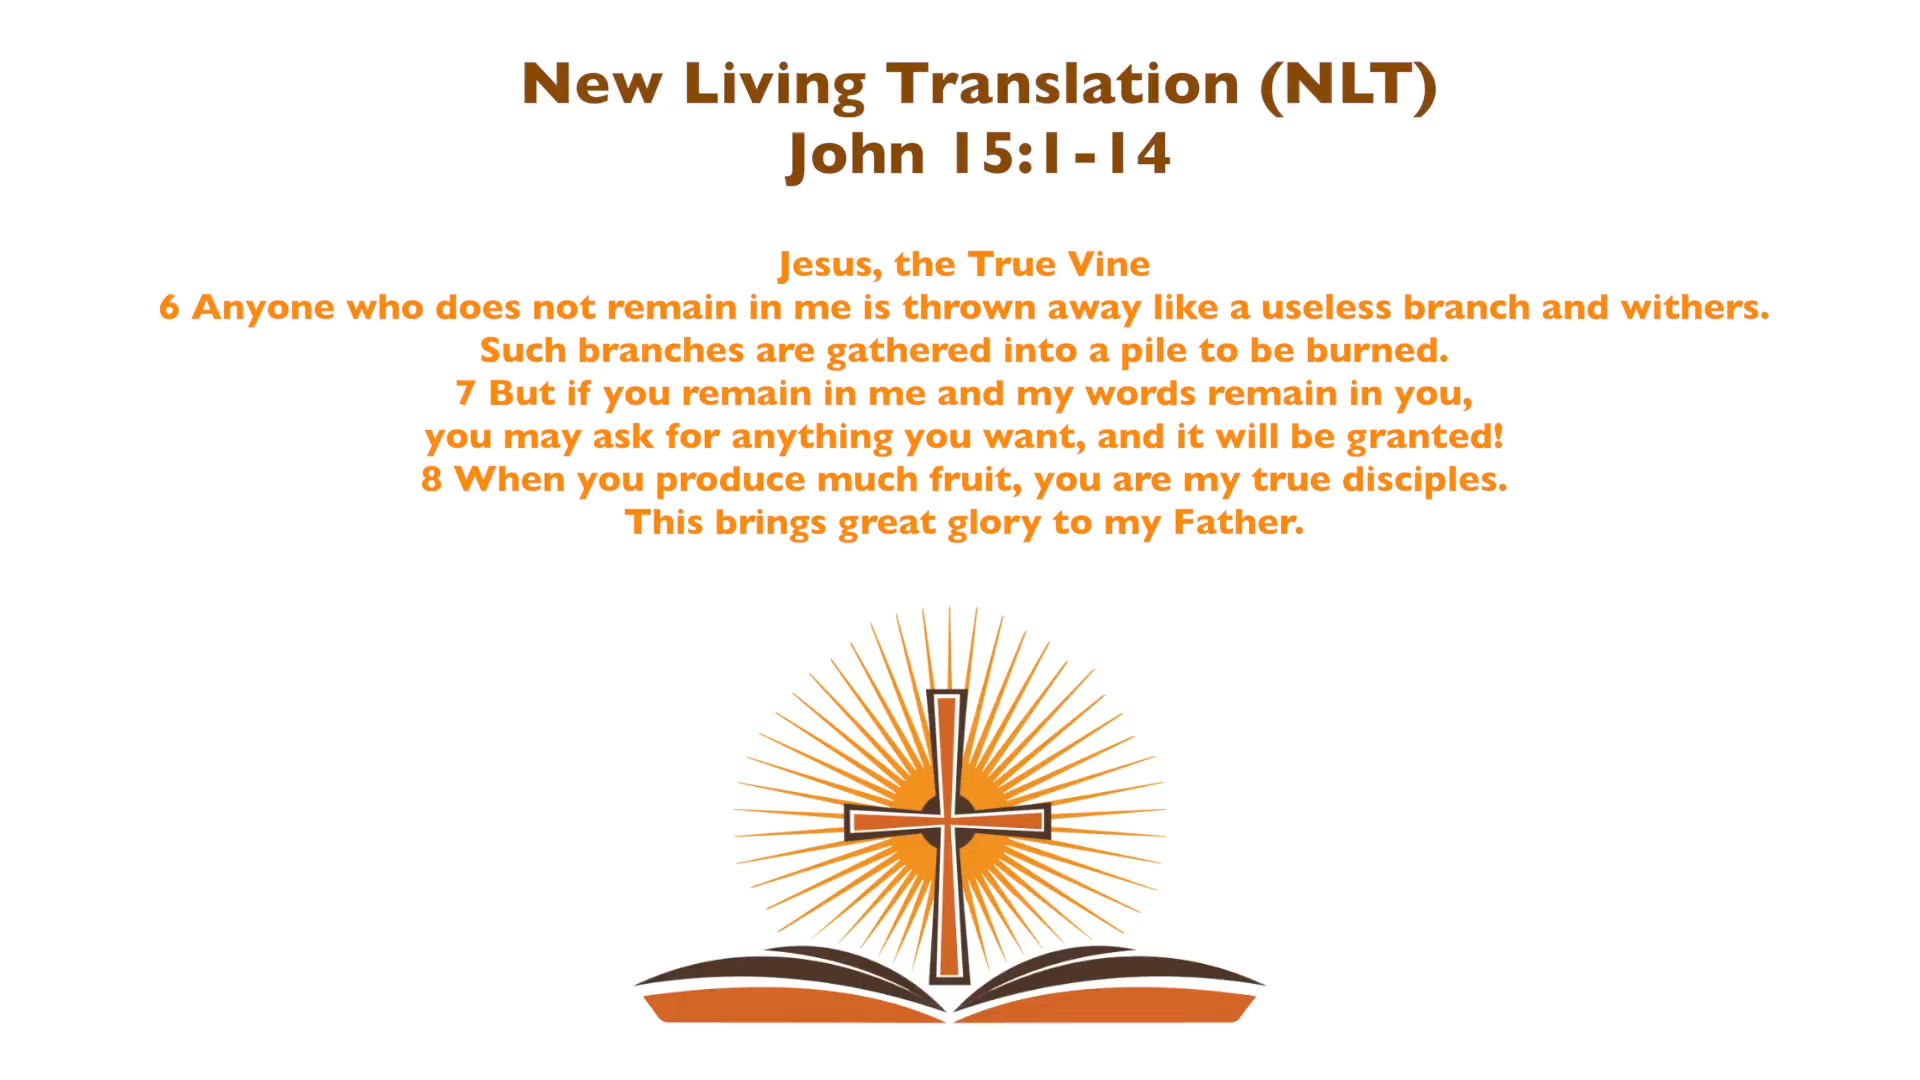 New Living Translation (NLT)
John 15:1-14
Jesus, the True Vine
6 Anyone who does not remain in me is thrown away like a useless branch and withers.
Such branches are gathered into a pile to be burned.
7 But if you remain in me and my words remain in you,
you may ask for anything you want, and it will be granted!
8 When you produce much fruit, you are my true disciples.
This brings great glory to my Father.